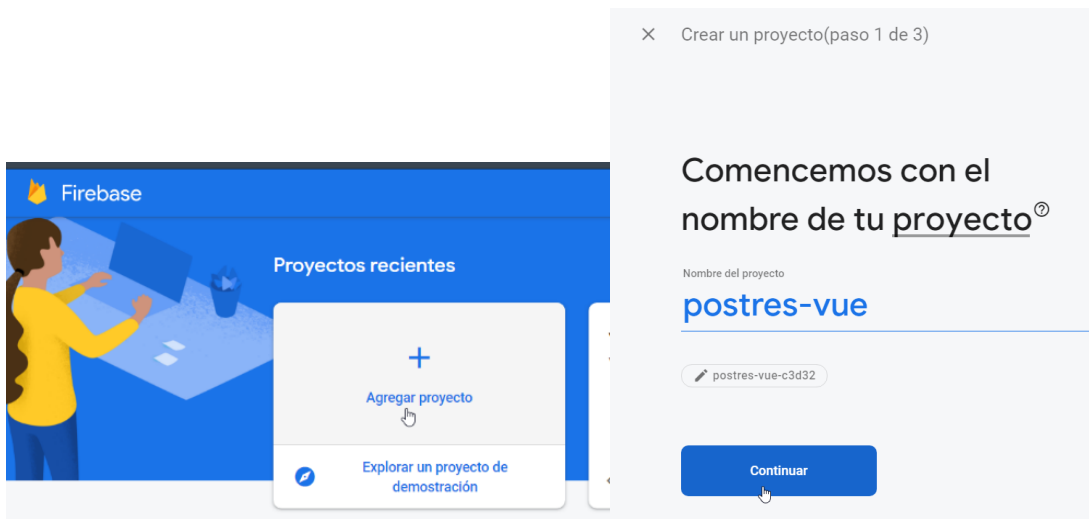 Firebase
Proyectos recientes
Agregar proyecto
Explorar un proyecto de
demostración
Crear un proyecto(paso 1 de 3)
Comencemos con el
nombre de tu proyecto
Nombre del proyecto
postres-vue
postres-vue-c3d32
Continuar